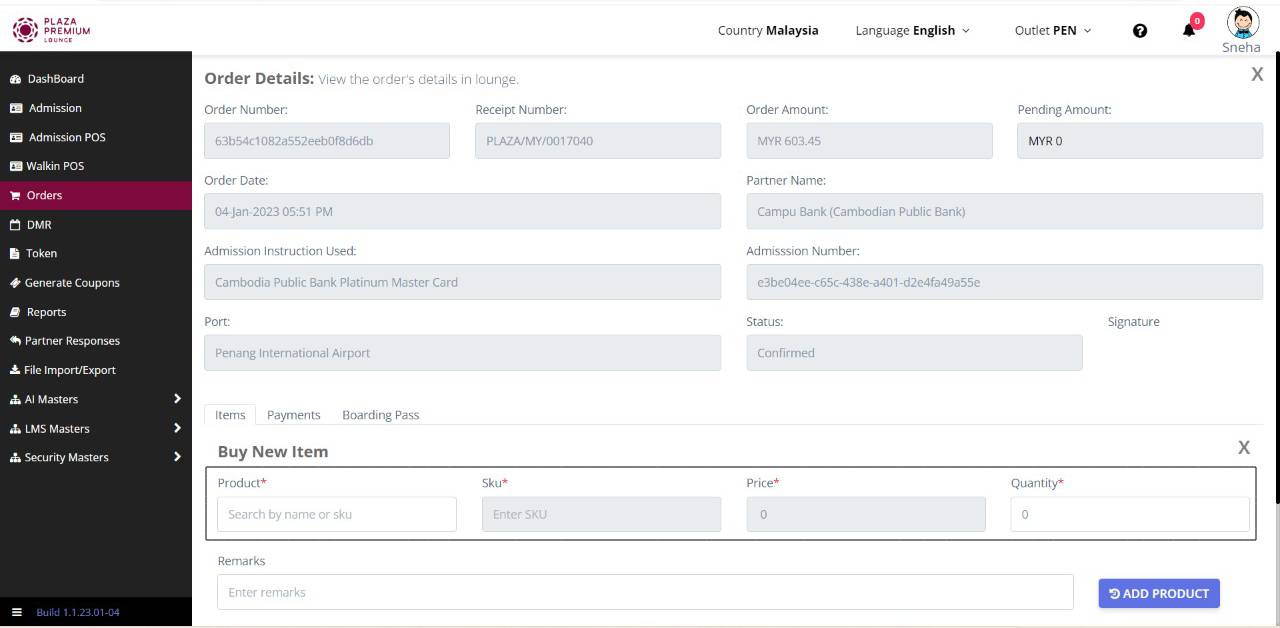 PLAZA
PREMIUM
LOUNGE
Country Malaysia
Language English
Outlet PEN
?
0
Sneha
DashBoard
Admission
Admission POS
Walkin POS
Orders
DMR
Token
Generate Coupons
Reports
Partner Responses
File Import/Export
AI Masters
LMS Masters
Security Masters
Build 1.1.23.01-04
Order Details: View the order's details in lounge.
X
Order Number:
63b54c1082a552eeb0f8d6db
Receipt Number:
PLAZA/MY/0017040
Order Amount:
MYR 603.45
Pending Amount:
MYR 0
Order Date:
04-Jan-2023 05:51 PM
Partner Name:
Campu Bank (Cambodian Public Bank)
Admission Instruction Used:
Cambodia Public Bank Platinum Master Card
Admisssion Number:
e3be04ee-c65c-438e-a401-d2e4fa49a55e
Port:
Penang International Airport
Status:
Confirmed
Signature
Items
Payments
Boarding Pass
Buy New Item
X
Product*
Search by name or sku
Sku*
Enter SKU
Price*
0
Quantity*
0
Remarks
Enter remarks
ADD PRODUCT